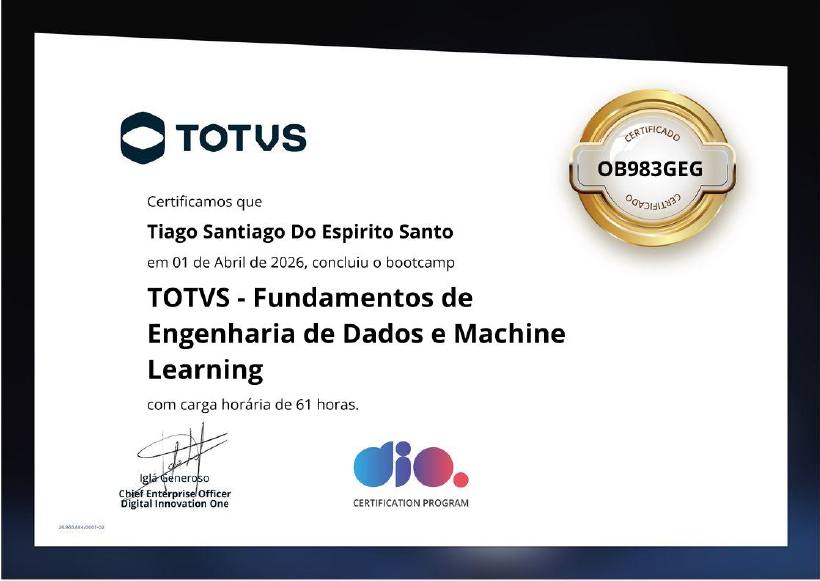 TOTVS
CERTIFICADO
OB983GEG
CERTIFICADO
Certificamos que
Tiago Santiago Do Espirito Santo
em 01 de Abril de 2026, concluiu o bootcamp
TOTVS - Fundamentos de
Engenharia de Dados e Machine
Learning
com carga horária de 61 horas.
Iglá Generoso
Chief Enterprise Officer
Digital Innovation One
dio.
CERTIFICATION PROGRAM